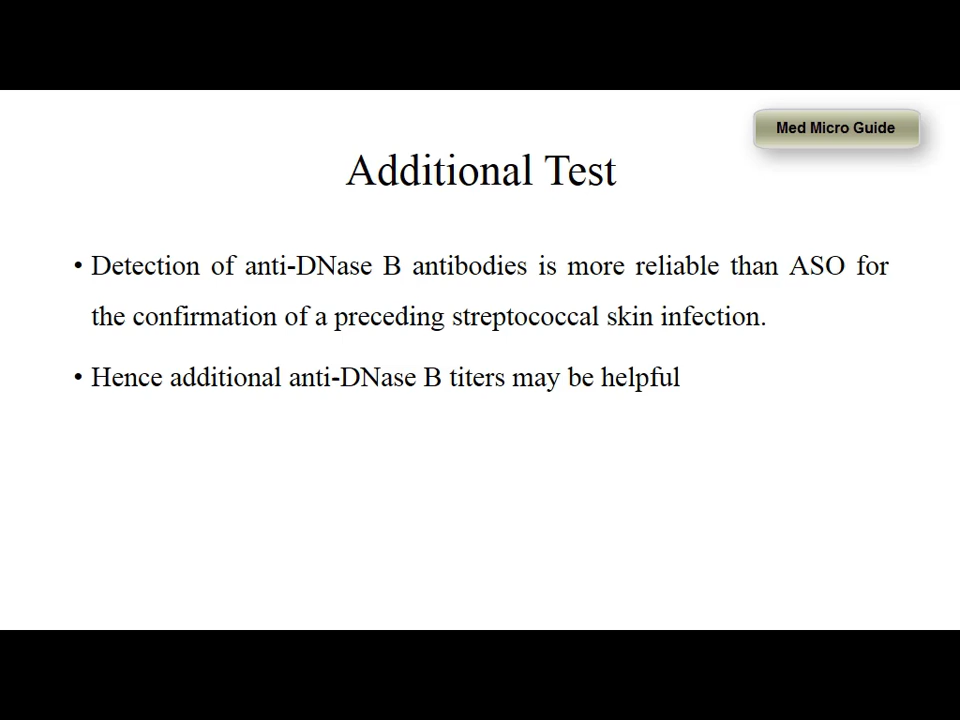 Med Micro Guide
Additional Test
• Detection of anti-DNase B antibodies is more reliable than ASO for
the confirmation of a preceding streptococcal skin infection.
• Hence additional anti-DNase B titers may be helpful